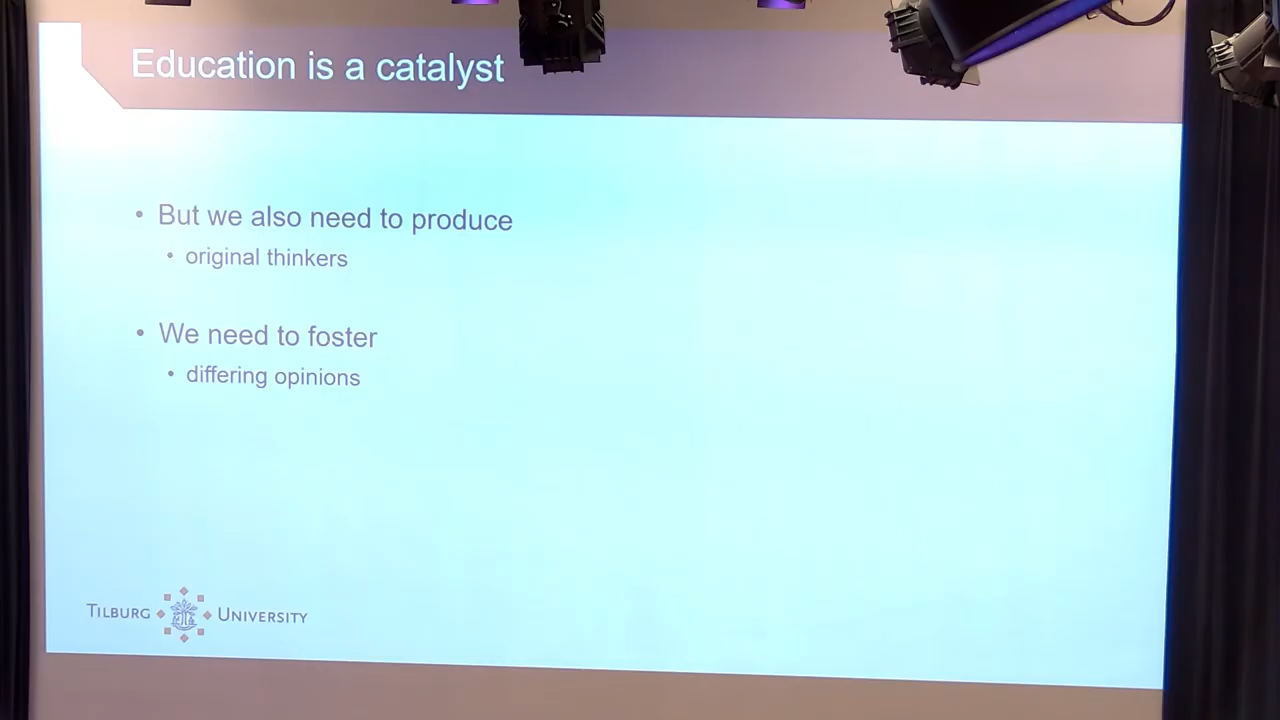 Education is a catalyst
• But we also need to produce
• original thinkers
• We need to foster
• differing opinions
TILBURG UNIVERSITY